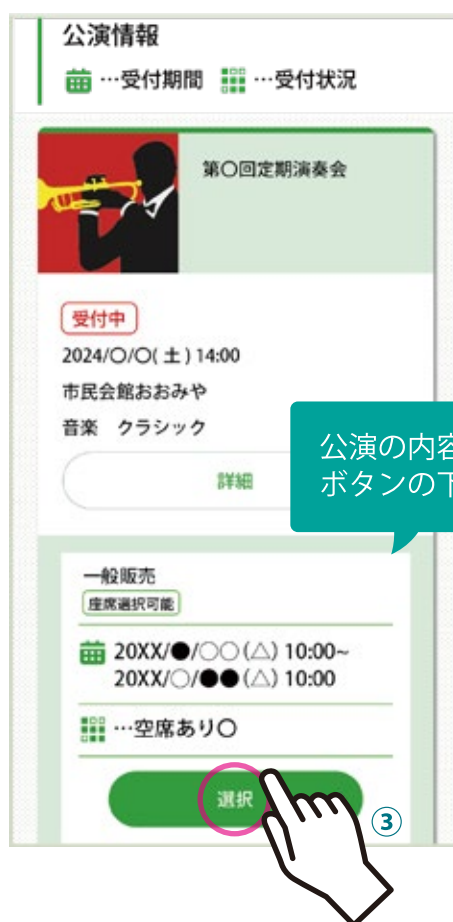 公演情報
…受付期間 …受付状況
第〇回定期演奏会
受付中
2024/〇/〇(土)14:00
市民会館おおみや
音楽 クラシック
詳細
公演の内容
ボタンの下
一般販売
座席選択可能
20XX/●/○○(△) 10:00~
20XX/○/●●(△) 10:00
…空席あり〇
選択
③